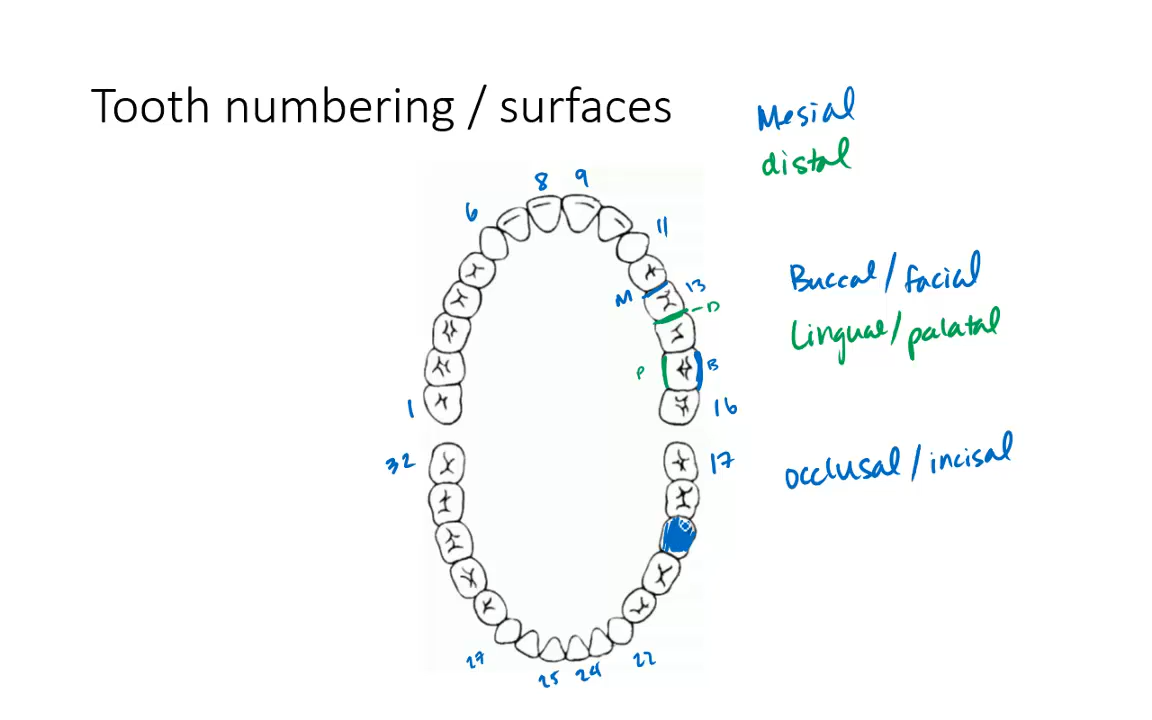 Tooth numbering / surfaces
Mesial
distal
8 9
6
11
Buccal / facial
M
13
D
Lingual / palatal
P
B
1
16
32
17
occlusal / incisal
27
25 24
22